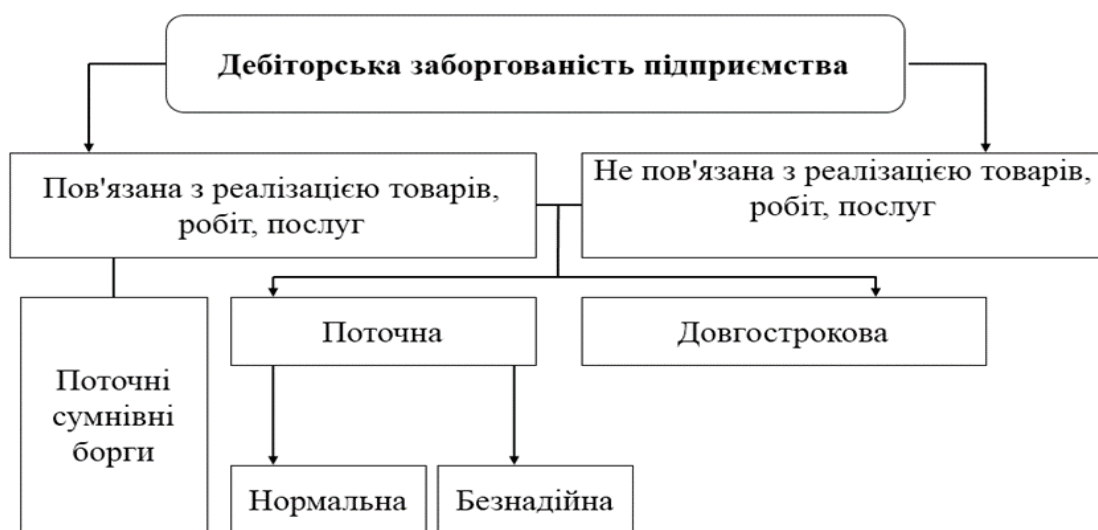 Дебіторська заборгованість підприємства
Пов'язана з реалізацією товарів,
робіт, послуг
Не пов'язана з реалізацією товарів,
робіт, послуг
Поточні
сумнівні
борги
Поточна
Довгострокова
Нормальна
Безнадійна